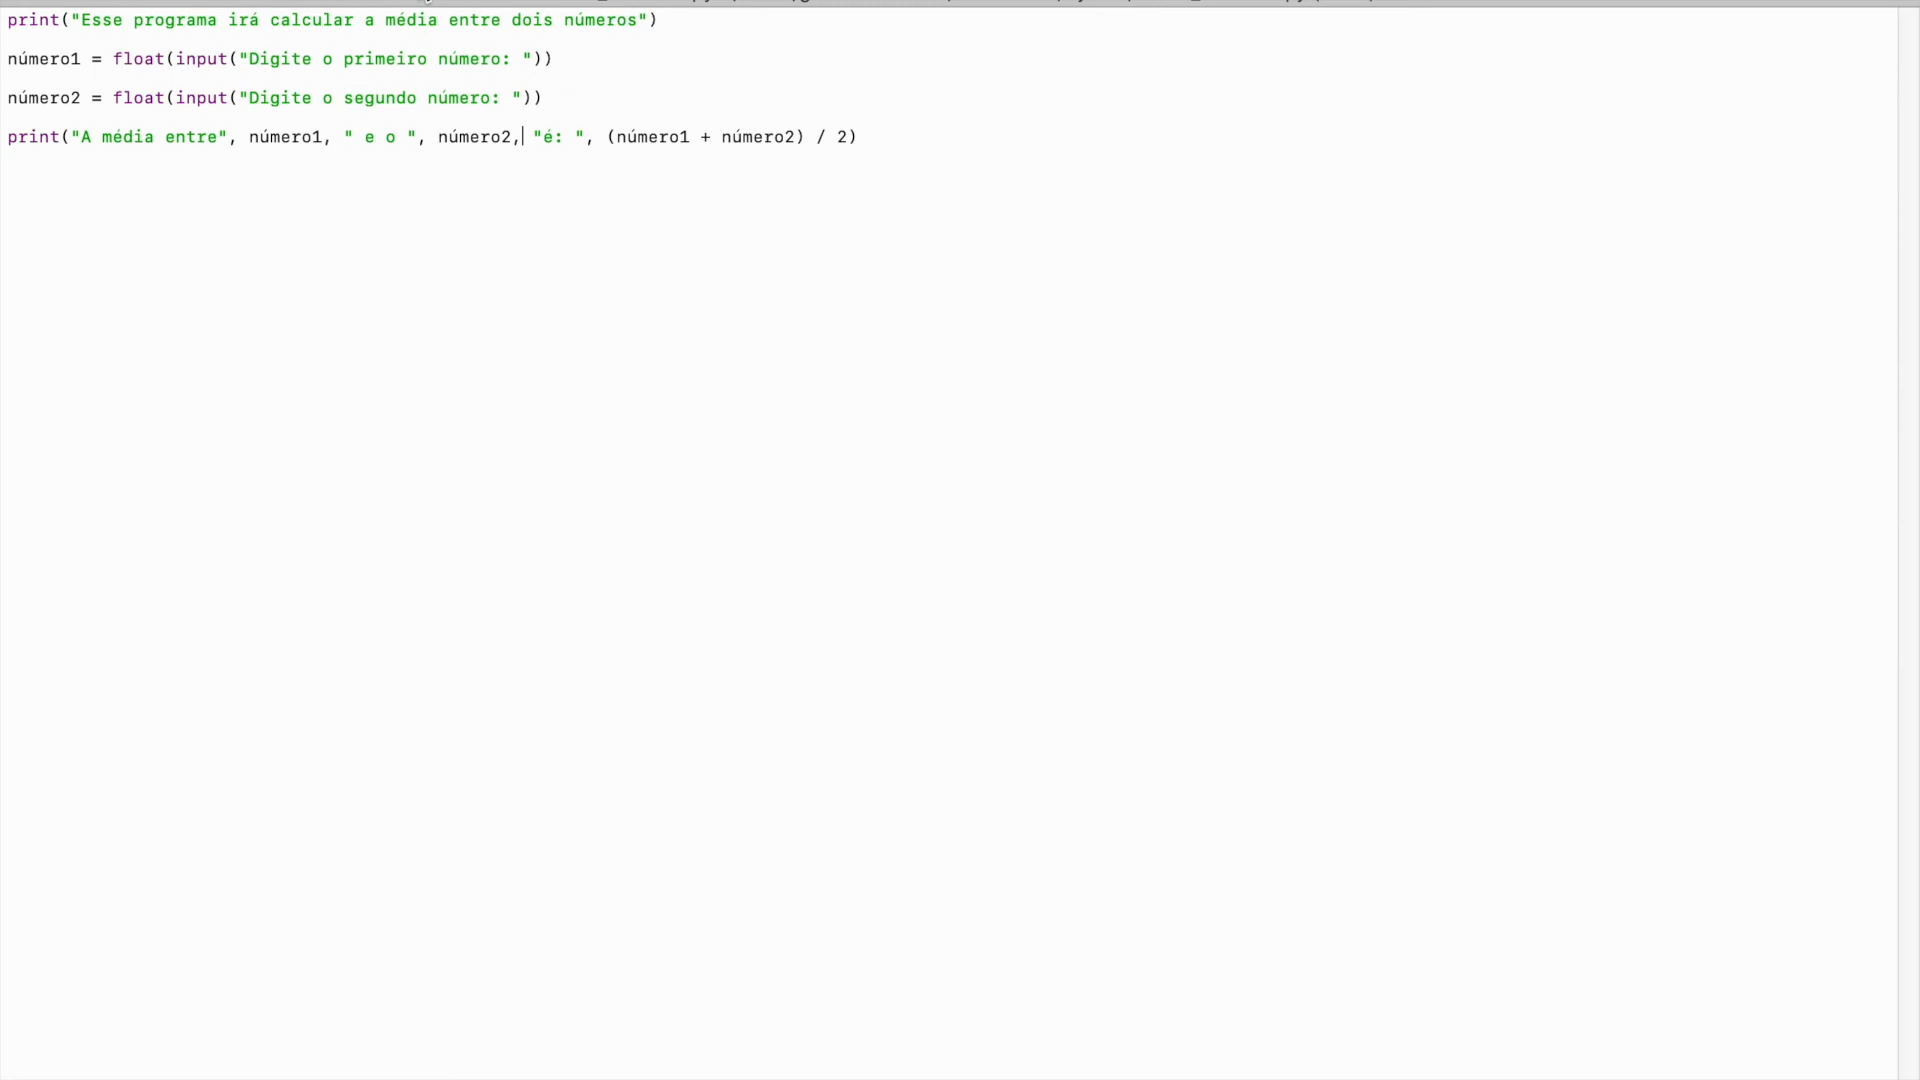 print("Esse programa irá calcular a média entre dois números")
número1 = float(input("Digite o primeiro número: "))
número2 = float(input("Digite o segundo número: "))
print("A média entre", número1, " e o ", número2, "é: ", (número1 + número2) / 2)